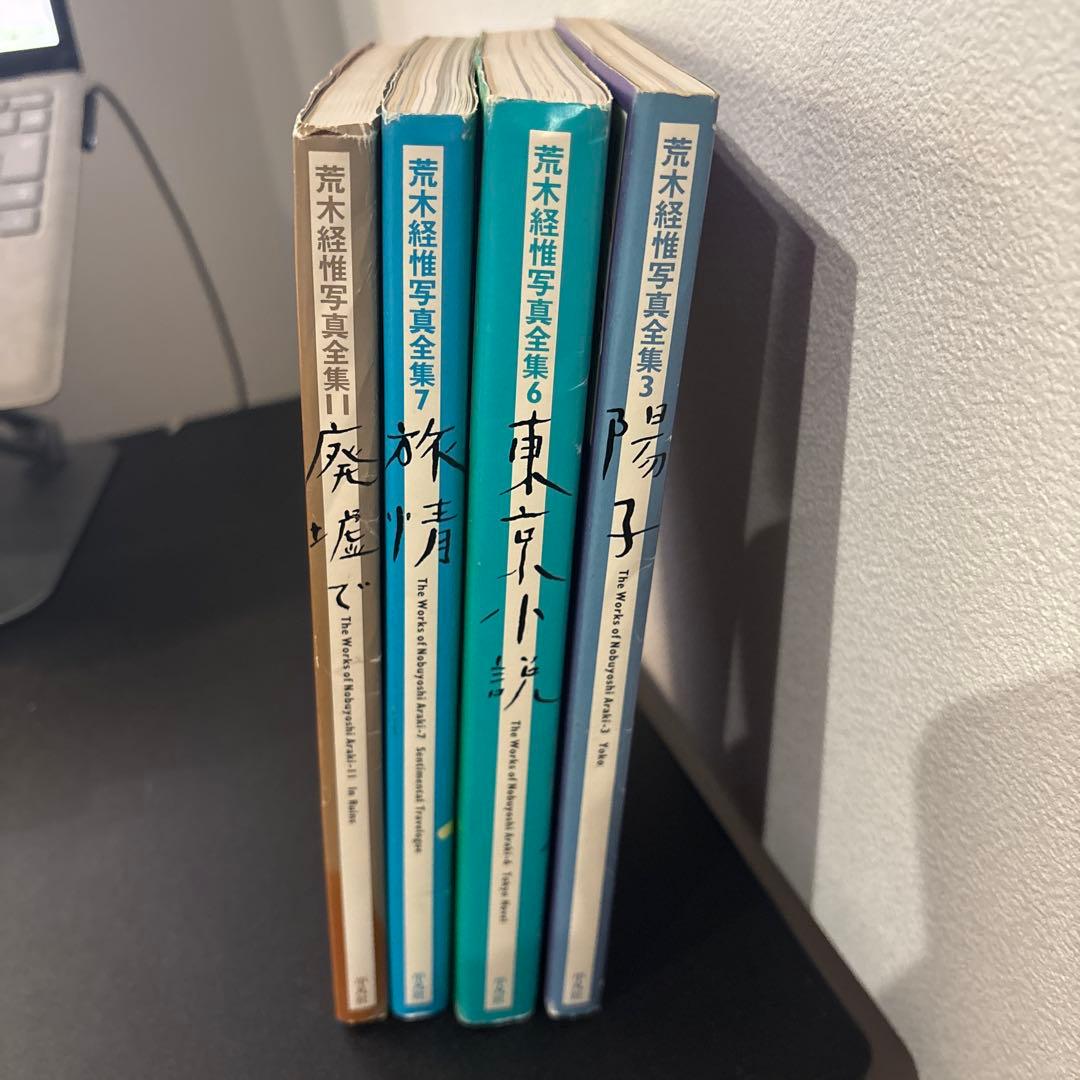 荒木経惟写真全集11
廃墟で
The Works of Nobuyoshi Araki-11 In Ruins
荒木経惟写真全集7
旅情
The Works of Nobuyoshi Araki-7 Sentimental Travelogue
荒木経惟写真全集6
東京小説
The Works of Nobuyoshi Araki-6 Tokyo Novel
荒木経惟写真全集3
陽子
The Works of Nobuyoshi Araki-3 Yoko